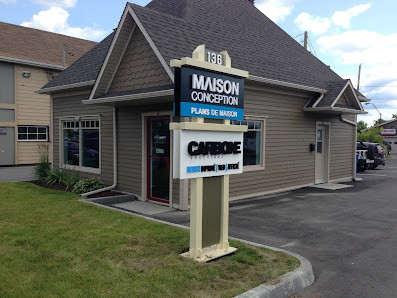 136
MAISON
CONCEPTION
PLANS DE MAISON
CARBONE